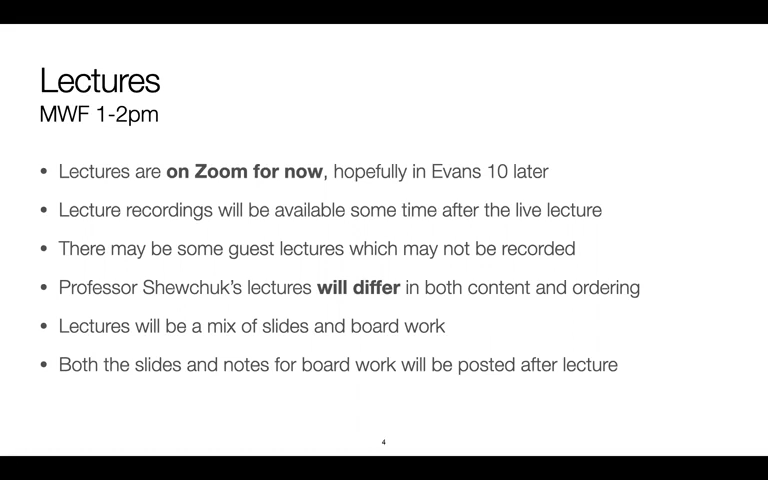 Lectures
MWF 1-2pm
• Lectures are on Zoom for now, hopefully in Evans 10 later
• Lecture recordings will be available some time after the live lecture
• There may be some guest lectures which may not be recorded
• Professor Shewchuk’s lectures will differ in both content and ordering
• Lectures will be a mix of slides and board work
• Both the slides and notes for board work will be posted after lecture
4